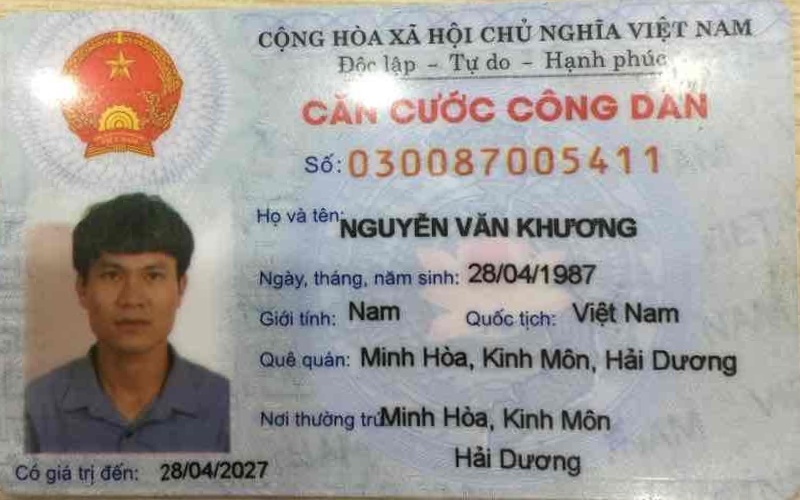 CỘNG HÒA XÃ HỘI CHỦ NGHĨA VIỆT NAM
Độc lập - Tự do - Hạnh phúc
CĂN CƯỚC CÔNG DÂN
Số: 030087005411
Họ và tên: NGUYỄN VĂN KHƯƠNG
Ngày, tháng, năm sinh: 28/04/1987
Giới tính: Nam Quốc tịch: Việt Nam
Quê quán: Minh Hòa, Kinh Môn, Hải Dương
Nơi thường trú: Minh Hòa, Kinh Môn
Hải Dương
Có giá trị đến: 28/04/2027